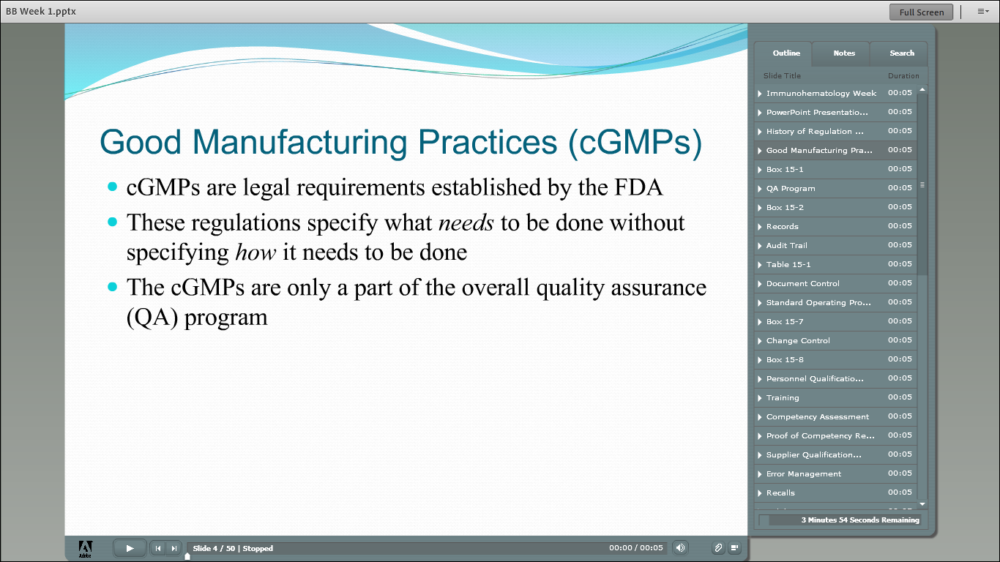 BB Week 1.pptx
Full Screen
Good Manufacturing Practices (cGMPs)
cGMPs are legal requirements established by the FDA
These regulations specify what needs to be done without
specifying how it needs to be done
The cGMPs are only a part of the overall quality assurance
(QA) program
Outline Notes Search
Slide Title Duration
Immunohematology Week 00:05
PowerPoint Presentatio... 00:05
History of Regulation ... 00:05
Good Manufacturing Pra... 00:05
Box 15-1 00:05
QA Program 00:05
Box 15-2 00:05
Records 00:05
Audit Trail 00:05
Table 15-1 00:05
Document Control 00:05
Standard Operating Pro... 00:05
Box 15-7 00:05
Change Control 00:05
Box 15-8 00:05
Personnel Qualificatio... 00:05
Training 00:05
Competency Assessment 00:05
Proof of Competency Re... 00:05
Supplier Qualification... 00:05
Error Management 00:05
Recalls 00:05
3 Minutes 54 Seconds Remaining
Adobe
Slide 4 / 50 | Stopped 00:00 / 00:05